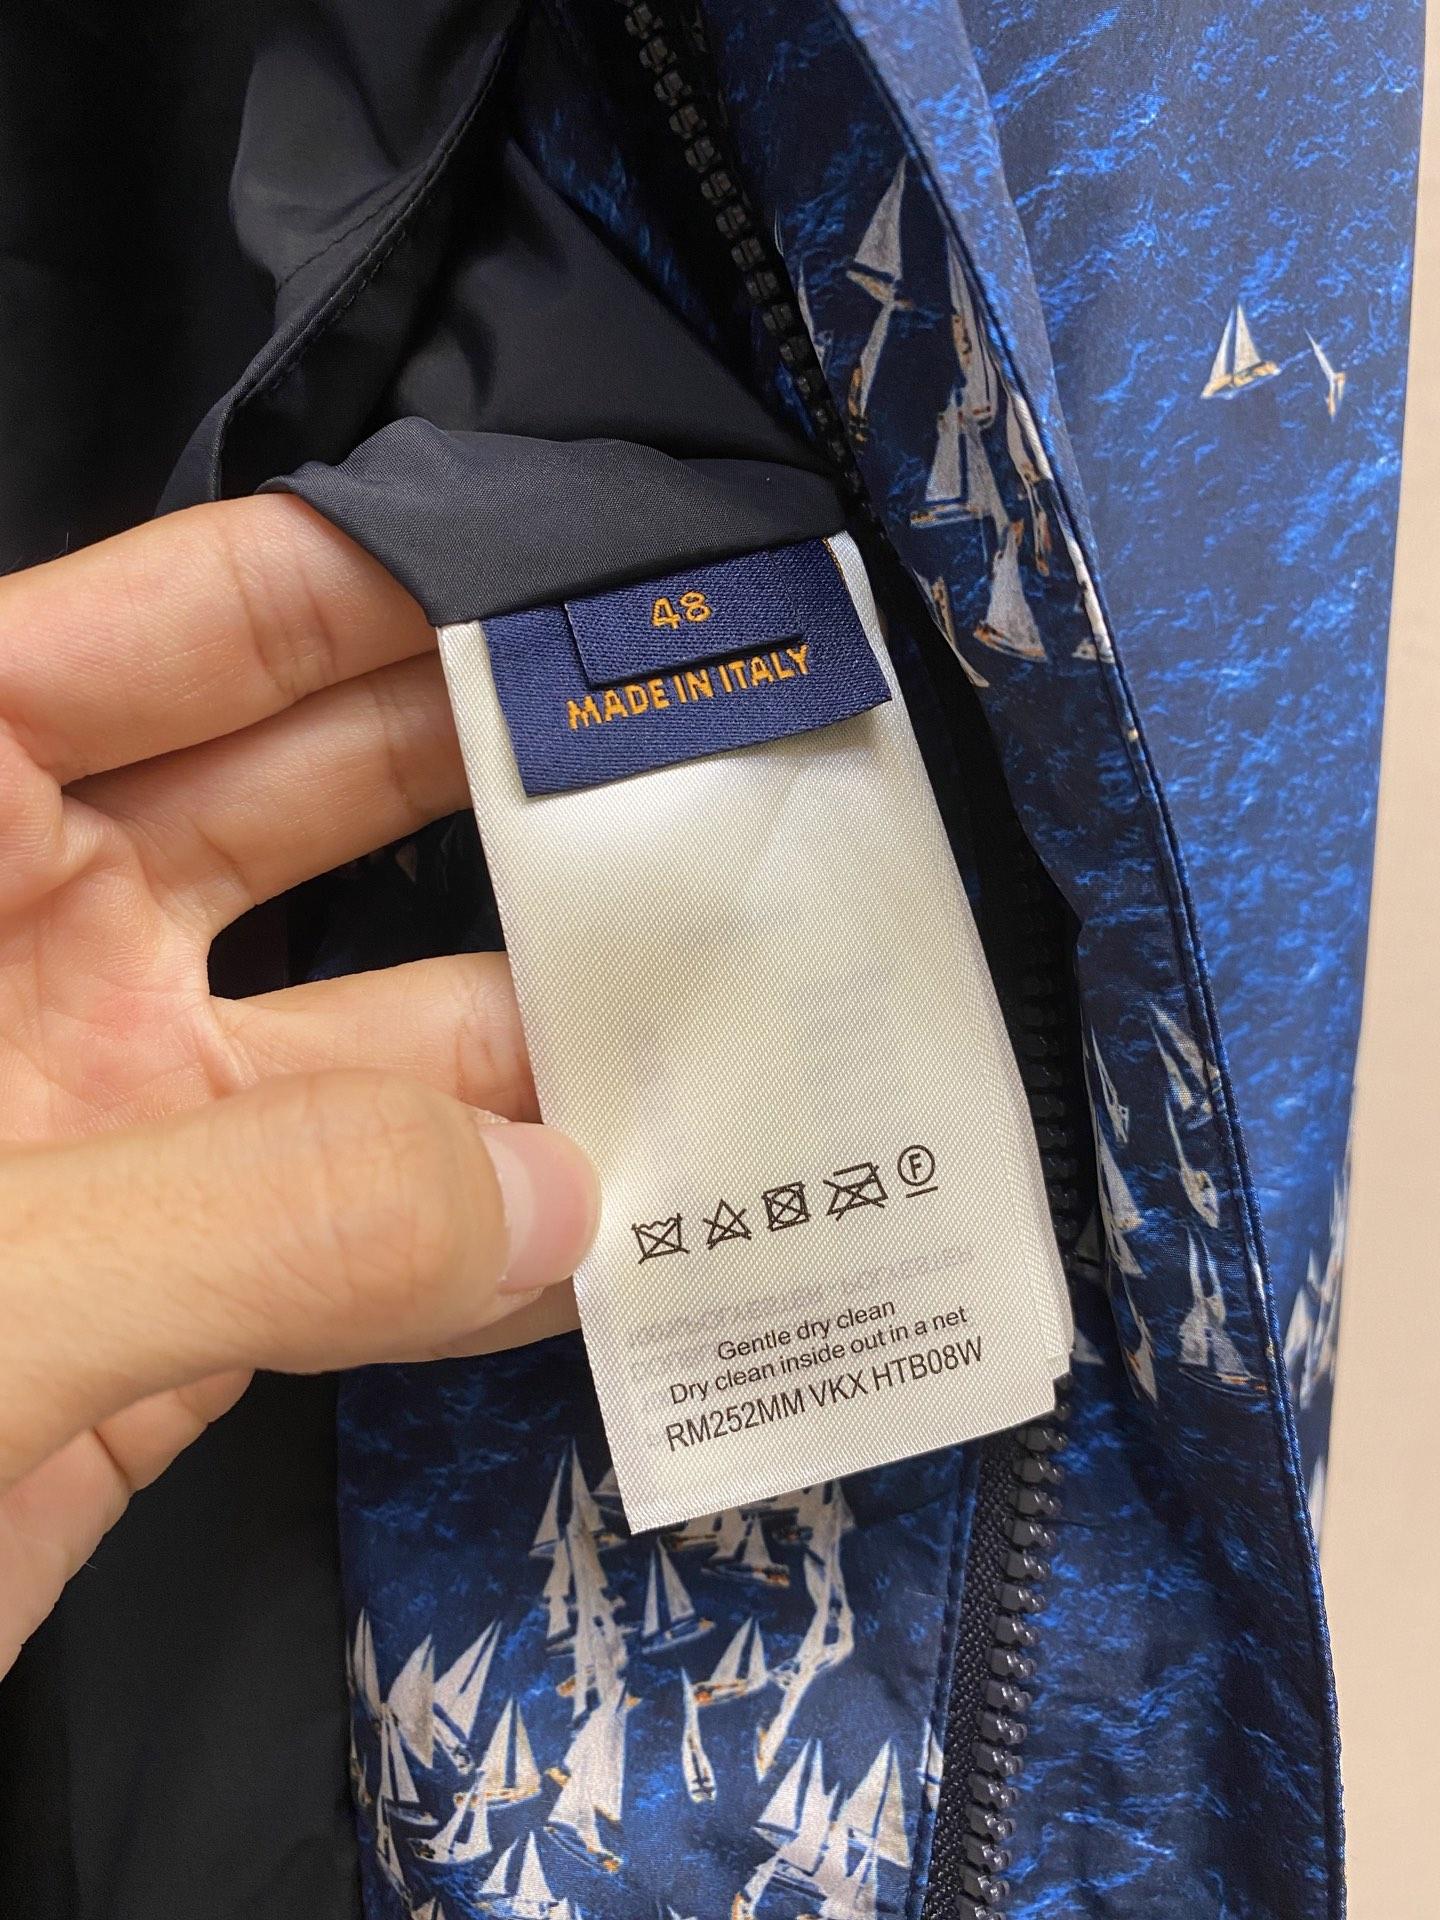 48
MADE IN ITALY
F
Gentle dry clean
Dry clean inside out in a net
RM252MM VKX HTB08W